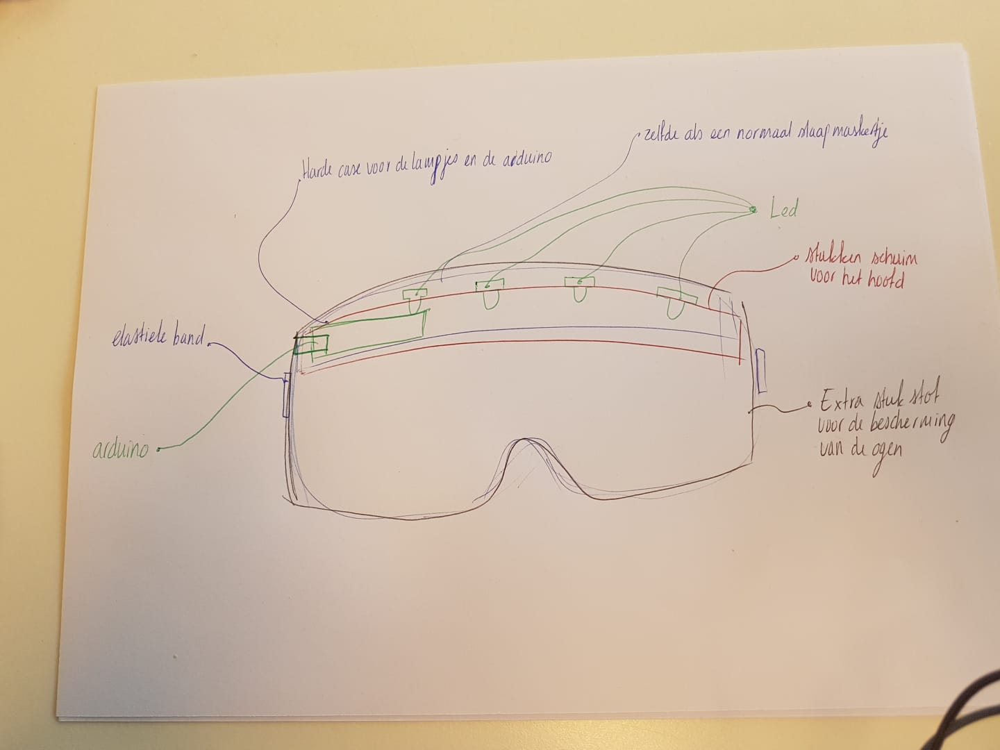 zelfde als een normaal slaapmaskertje
Harde case voor de lampjes en de arduino
Led
stukken schuim
voor het hoofd
elastiek band
Extra stuk stof
voor de bescherming
van de ogen
arduino